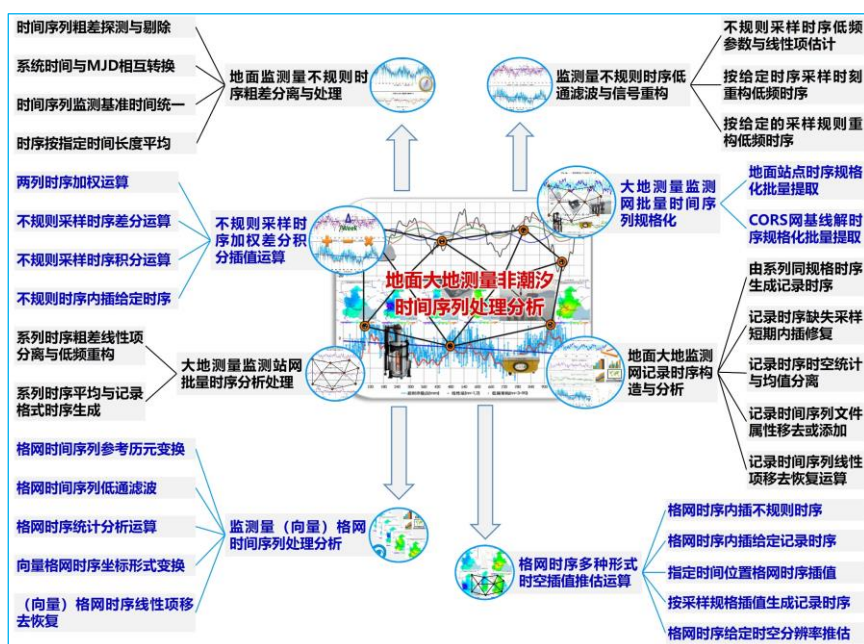 时间序列粗差探测与剔除
系统时间与MJD相互转换
时间序列监测基准时间统一
时序按指定时间长度平均
地面监测量不规则时
序粗差分离与处理
监测量不规则时序低
通滤波与信号重构
不规则采样时序低频
参数与线性项估计
按给定时序采样时刻
重构低频时序
按给定的采样规则重
构低频时序
两列时序加权运算
不规则采样时序差分运算
不规则采样时序积分运算
不规则时序内插给定时序
不规则采样时
序加权差分积
分插值运算
大地测量监测
网批量时间序
列规格化
地面站点时序规格
化批量提取
CORS网基线解时
序规格化批量提取
地面大地测量非潮汐
时间序列处理分析
系列时序粗差线性项
分离与低频重构
系列时序平均与记录
格式时序生成
大地测量监测站网
批量时序分析处理
地面大地监测
网记录时序构
造与分析
由系列同规格时序
生成记录时序
记录时序缺失采样
短期内插修复
记录时序时空统计
与均值分离
记录时间序列文件
属性移去或添加
记录时间序列线性
项移去恢复运算
格网时间序列参考历元变换
格网时间序列低通滤波
格网时序统计分析运算
向量格网时序坐标形式变换
（向量）格网时序线性项移
去恢复
监测量（向量）格网
时间序列处理分析
格网时序多种形式
时空插值推估运算
格网时序内插不规则时序
格网时序内插给定记录时序
指定时间位置格网时序插值
按采样规格插值生成记录时序
格网时序给定时空分辨率推估